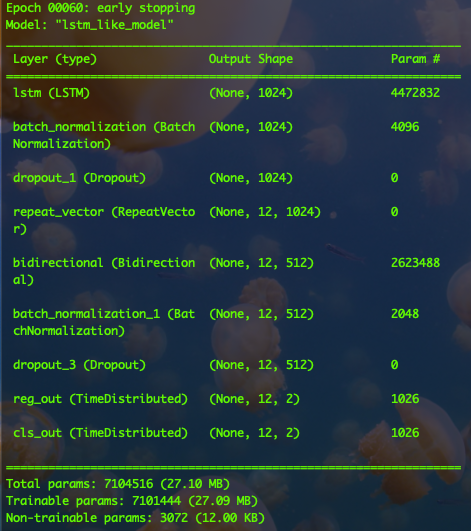 Epoch 00060: early stopping
Model: "lstm_like_model"
Layer (type) Output Shape Param #
lstm (LSTM) (None, 1024) 4472832
batch_normalization (Batch (None, 1024) 4096
Normalization)
dropout_1 (Dropout) (None, 1024) 0
repeat_vector (RepeatVecto (None, 12, 1024) 0
r)
bidirectional (Bidirection (None, 12, 512) 2623488
al)
batch_normalization_1 (Bat (None, 12, 512) 2048
chNormalization)
dropout_3 (Dropout) (None, 12, 512) 0
reg_out (TimeDistributed) (None, 12, 2) 1026
cls_out (TimeDistributed) (None, 12, 2) 1026
Total params: 7104516 (27.10 MB)
Trainable params: 7101444 (27.09 MB)
Non-trainable params: 3072 (12.00 KB)